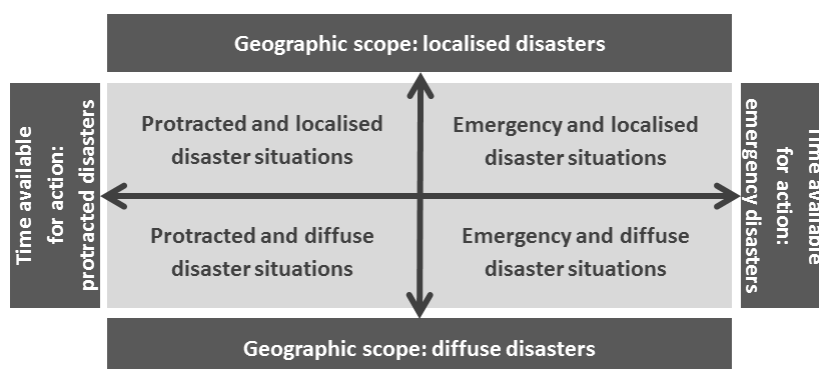 Geographic scope: localised disasters
Time available
for action:
protracted disasters
Protracted and localised
disaster situations
Emergency and localised
disaster situations
Protracted and diffuse
disaster situations
Emergency and diffuse
disaster situations
Time available
for action:
emergency disasters
Geographic scope: diffuse disasters